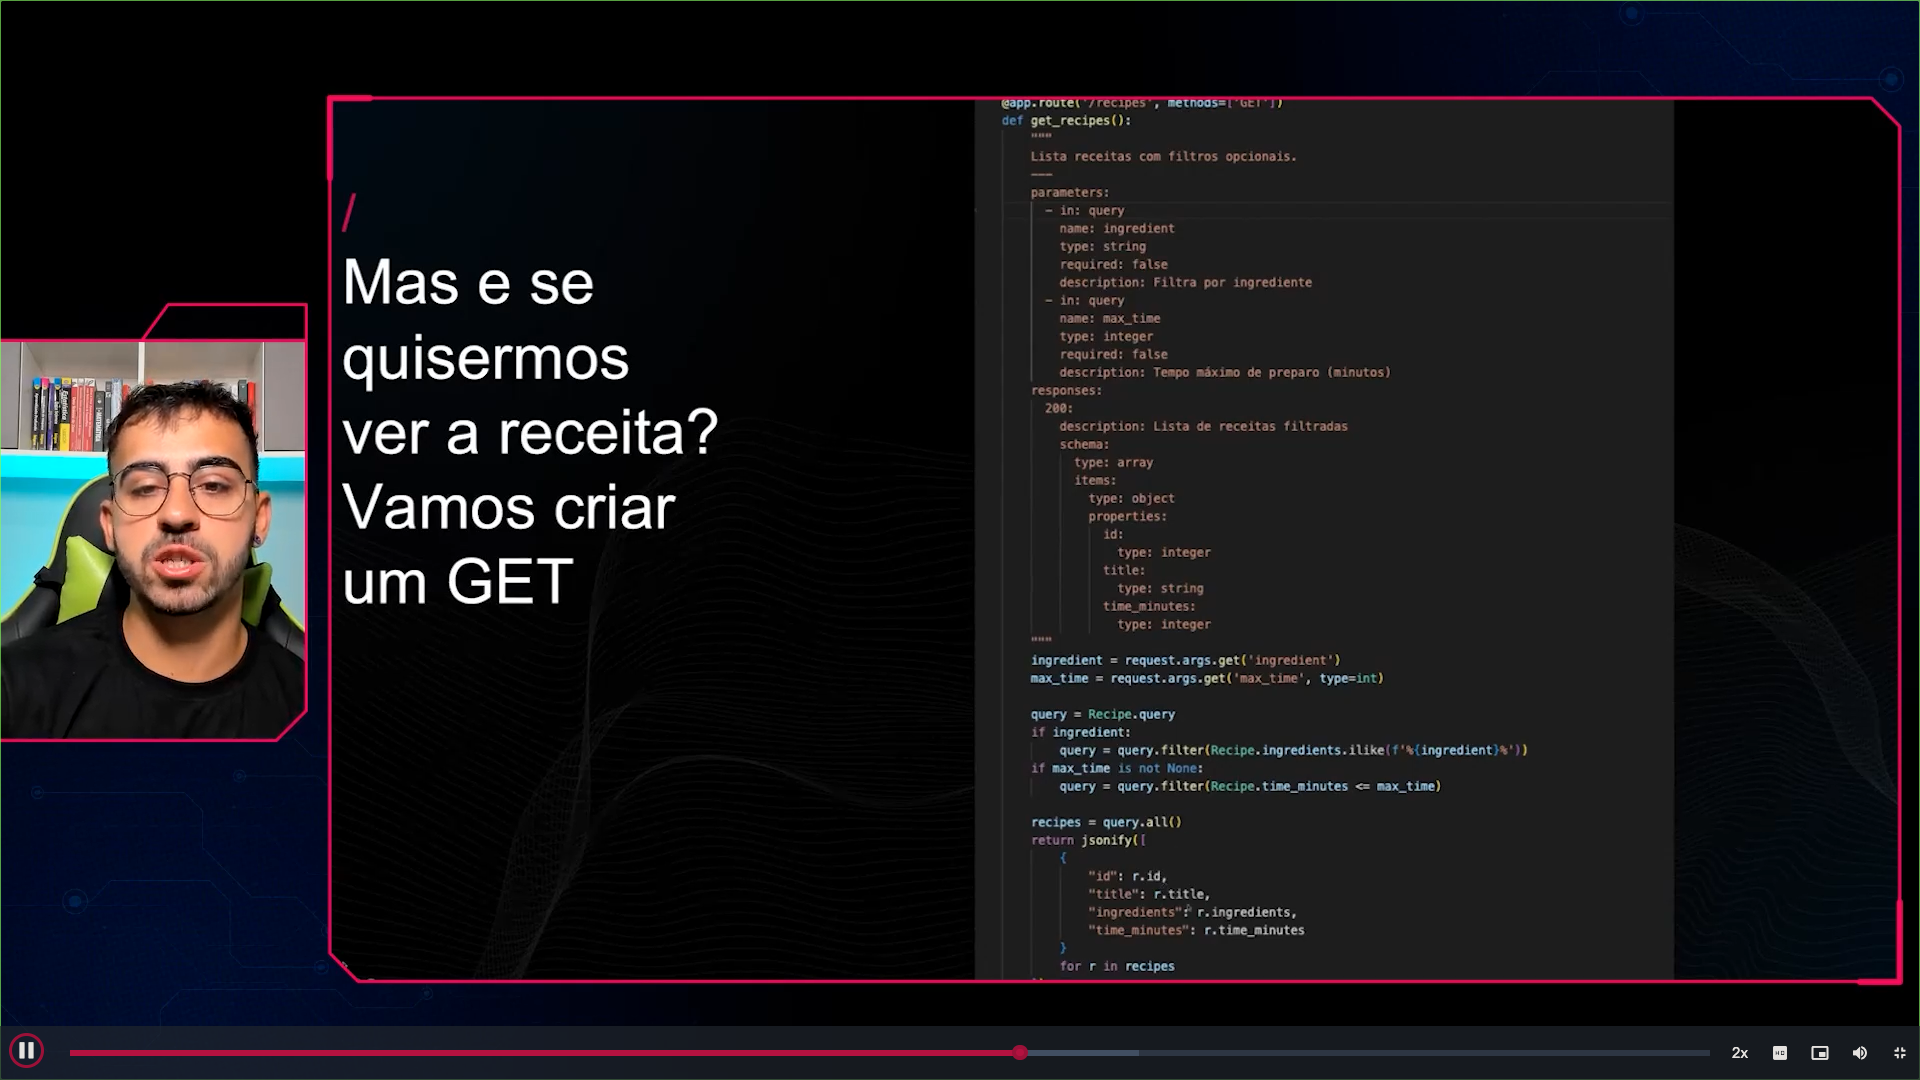 /
Mas e se
quisermos
ver a receita?
Vamos criar
um GET
@app.route('/recipes', methods=['GET'])
def get_recipes():
"""
Lista receitas com filtros opcionais.
---
parameters:
- in: query
name: ingredient
type: string
required: false
description: Filtra por ingrediente
- in: query
name: max_time
type: integer
required: false
description: Tempo máximo de preparo (minutos)
responses:
200:
description: Lista de receitas filtradas
schema:
type: array
items:
type: object
properties:
id:
type: integer
title:
type: string
time_minutes:
type: integer
"""
ingredient = request.args.get('ingredient')
max_time = request.args.get('max_time', type=int)
query = Recipe.query
if ingredient:
query = query.filter(Recipe.ingredients.ilike(f'%{ingredient}%'))
if max_time is not None:
query = query.filter(Recipe.time_minutes <= max_time)
recipes = query.all()
return jsonify([
{
"id": r.id,
"title": r.title,
"ingredients": r.ingredients,
"time_minutes": r.time_minutes
}
for r in recipes
2x